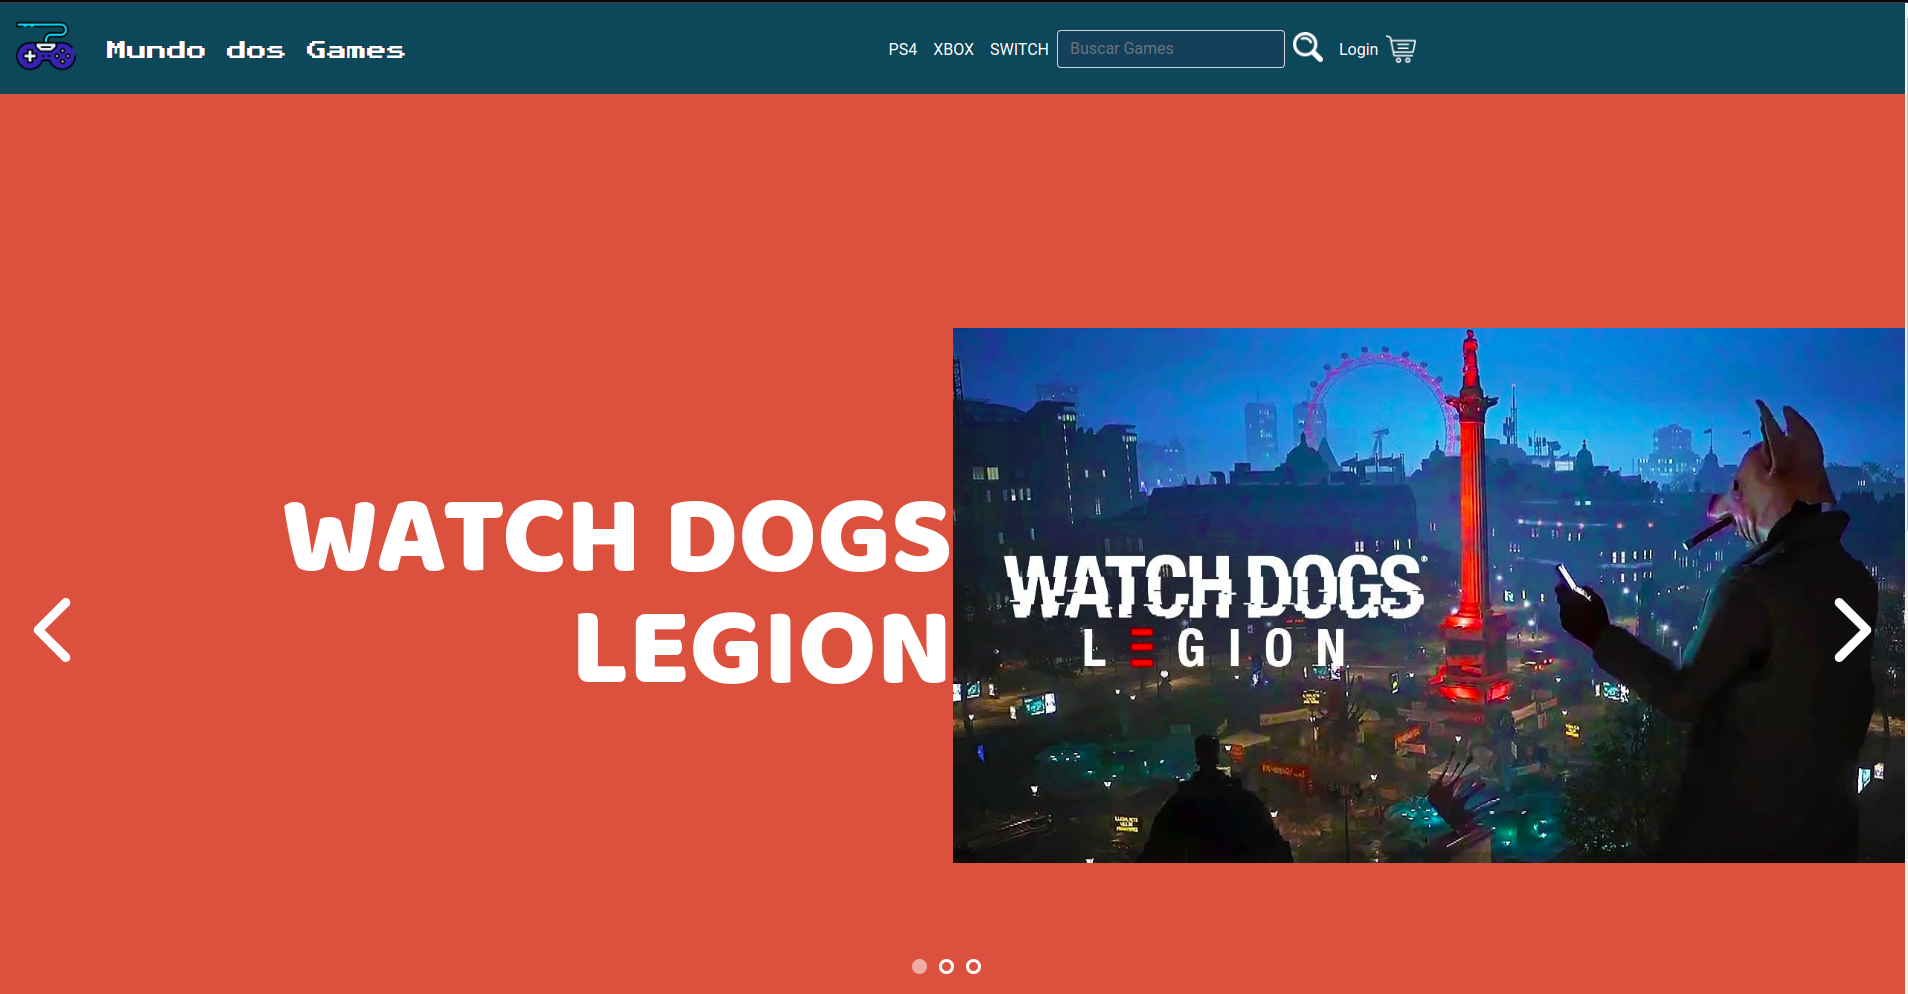 Mundo dos Games
PS4 XBOX SWITCH Buscar Games Login
WATCH DOGS
LEGION
WATCH DOGS®
LEGION